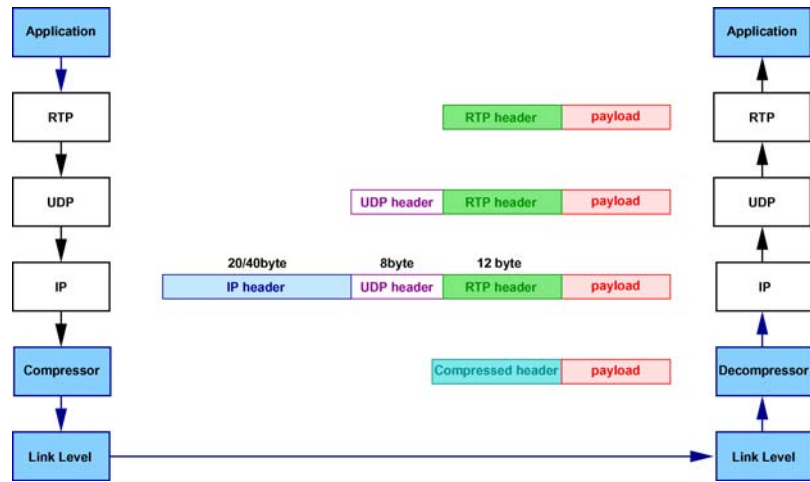 Application
Application
RTP
RTP header
payload
RTP
UDP
UDP header
RTP header
payload
UDP
20/40byte
8byte
12 byte
IP
IP header
UDP header
RTP header
payload
IP
Compressor
Compressed header
payload
Decompressor
Link Level
Link Level